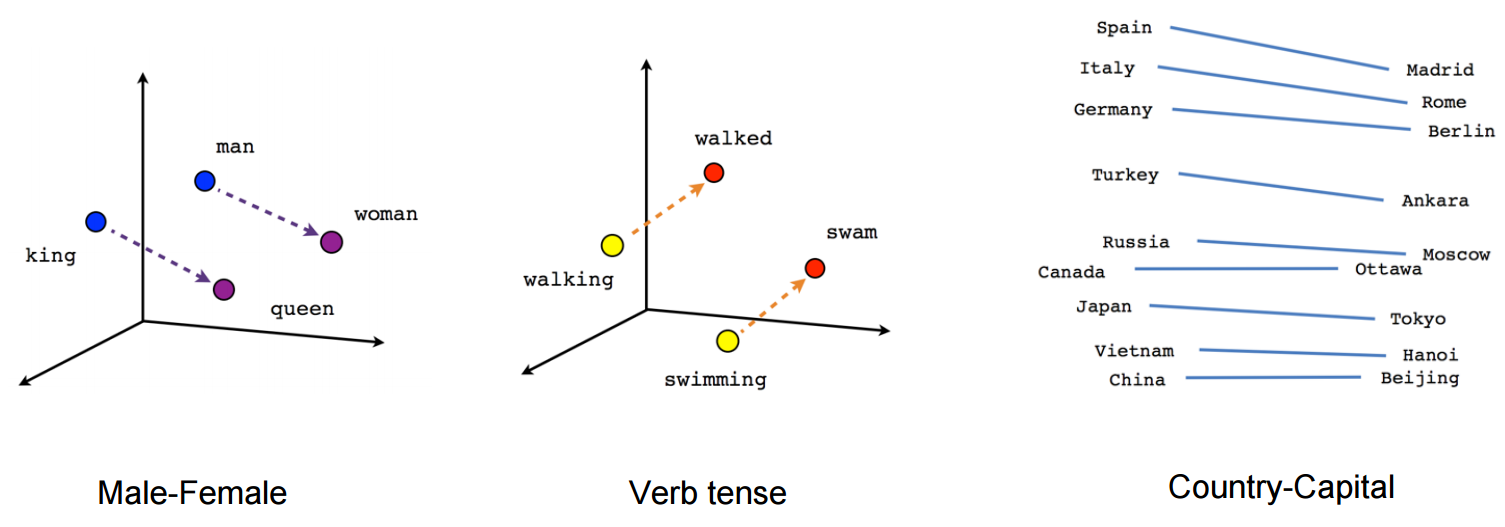 man
woman
king
queen
Male-Female
walked
swam
walking
swimming
Verb tense
Spain
Madrid
Italy
Rome
Germany
Berlin
Turkey
Ankara
Russia
Moscow
Canada
Ottawa
Japan
Tokyo
Vietnam
Hanoi
China
Beijing
Country-Capital